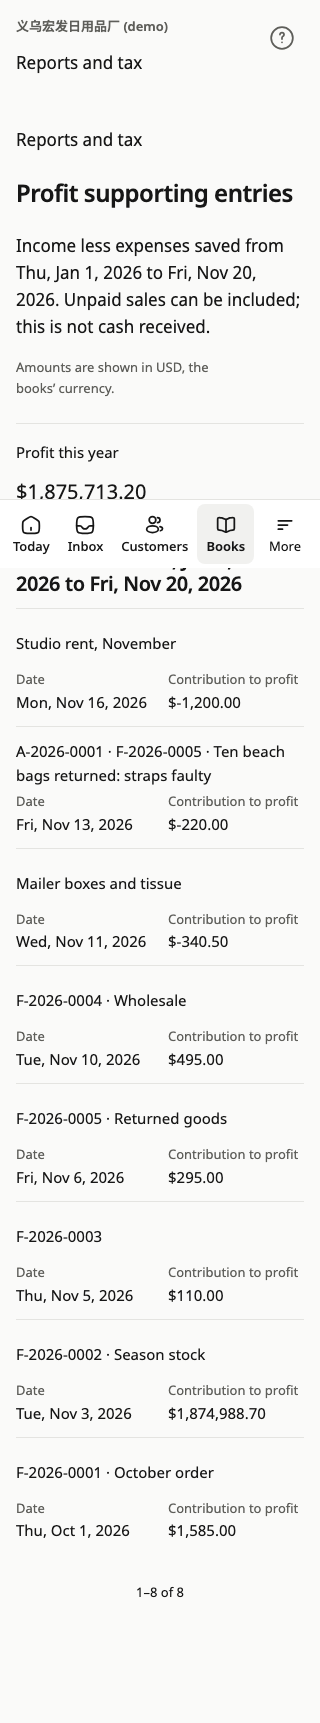 义乌宏发日用品厂 (demo)
Reports and tax
Reports and tax
Profit supporting entries
Income less expenses saved from
Thu, Jan 1, 2026 to Fri, Nov 20,
2026. Unpaid sales can be included;
this is not cash received.
Amounts are shown in USD, the
books’ currency.
Profit this year
$1,875,713.20
Today Inbox Customers Books More
2026 to Fri, Nov 20, 2026
Studio rent, November
Date Contribution to profit
Mon, Nov 16, 2026 $-1,200.00
A-2026-0001 · F-2026-0005 · Ten beach
bags returned: straps faulty
Date Contribution to profit
Fri, Nov 13, 2026 $-220.00
Mailer boxes and tissue
Date Contribution to profit
Wed, Nov 11, 2026 $-340.50
F-2026-0004 · Wholesale
Date Contribution to profit
Tue, Nov 10, 2026 $495.00
F-2026-0005 · Returned goods
Date Contribution to profit
Fri, Nov 6, 2026 $295.00
F-2026-0003
Date Contribution to profit
Thu, Nov 5, 2026 $110.00
F-2026-0002 · Season stock
Date Contribution to profit
Tue, Nov 3, 2026 $1,874,988.70
F-2026-0001 · October order
Date Contribution to profit
Thu, Oct 1, 2026 $1,585.00
1–8 of 8